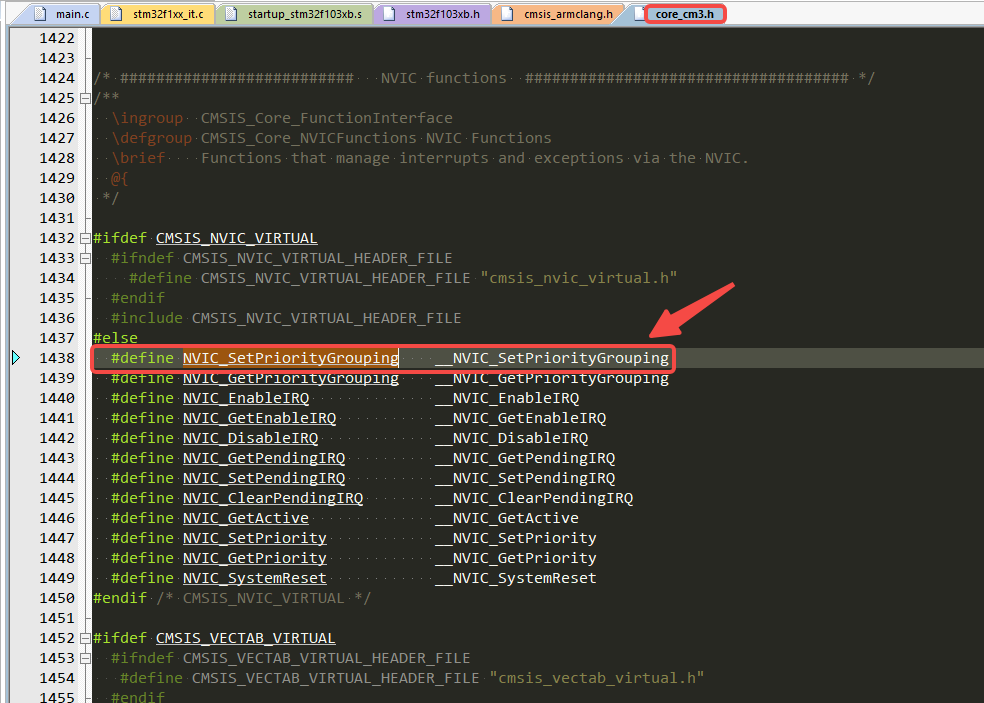 main.c stm32f1xx_it.c startup_stm32f103xb.s stm32f103xb.h cmsis_armclang.h core_cm3.h
1422
1423
1424 /* ########################## NVIC functions #################################### */
1425 /**
1426 \ingroup CMSIS_Core_FunctionInterface
1427 \defgroup CMSIS_Core_NVICFunctions NVIC Functions
1428 \brief Functions that manage interrupts and exceptions via the NVIC.
1429 @{
1430 */
1431
1432 #ifdef CMSIS_NVIC_VIRTUAL
1433 #ifndef CMSIS_NVIC_VIRTUAL_HEADER_FILE
1434 #define CMSIS_NVIC_VIRTUAL_HEADER_FILE "cmsis_nvic_virtual.h"
1435 #endif
1436 #include CMSIS_NVIC_VIRTUAL_HEADER_FILE
1437 #else
1438 #define NVIC_SetPriorityGrouping __NVIC_SetPriorityGrouping
1439 #define NVIC_GetPriorityGrouping __NVIC_GetPriorityGrouping
1440 #define NVIC_EnableIRQ __NVIC_EnableIRQ
1441 #define NVIC_GetEnableIRQ __NVIC_GetEnableIRQ
1442 #define NVIC_DisableIRQ __NVIC_DisableIRQ
1443 #define NVIC_GetPendingIRQ __NVIC_GetPendingIRQ
1444 #define NVIC_SetPendingIRQ __NVIC_SetPendingIRQ
1445 #define NVIC_ClearPendingIRQ __NVIC_ClearPendingIRQ
1446 #define NVIC_GetActive __NVIC_GetActive
1447 #define NVIC_SetPriority __NVIC_SetPriority
1448 #define NVIC_GetPriority __NVIC_GetPriority
1449 #define NVIC_SystemReset __NVIC_SystemReset
1450 #endif /* CMSIS_NVIC_VIRTUAL */
1451
1452 #ifdef CMSIS_VECTAB_VIRTUAL
1453 #ifndef CMSIS_VECTAB_VIRTUAL_HEADER_FILE
1454 #define CMSIS_VECTAB_VIRTUAL_HEADER_FILE "cmsis_vectab_virtual.h"
1455 #endif